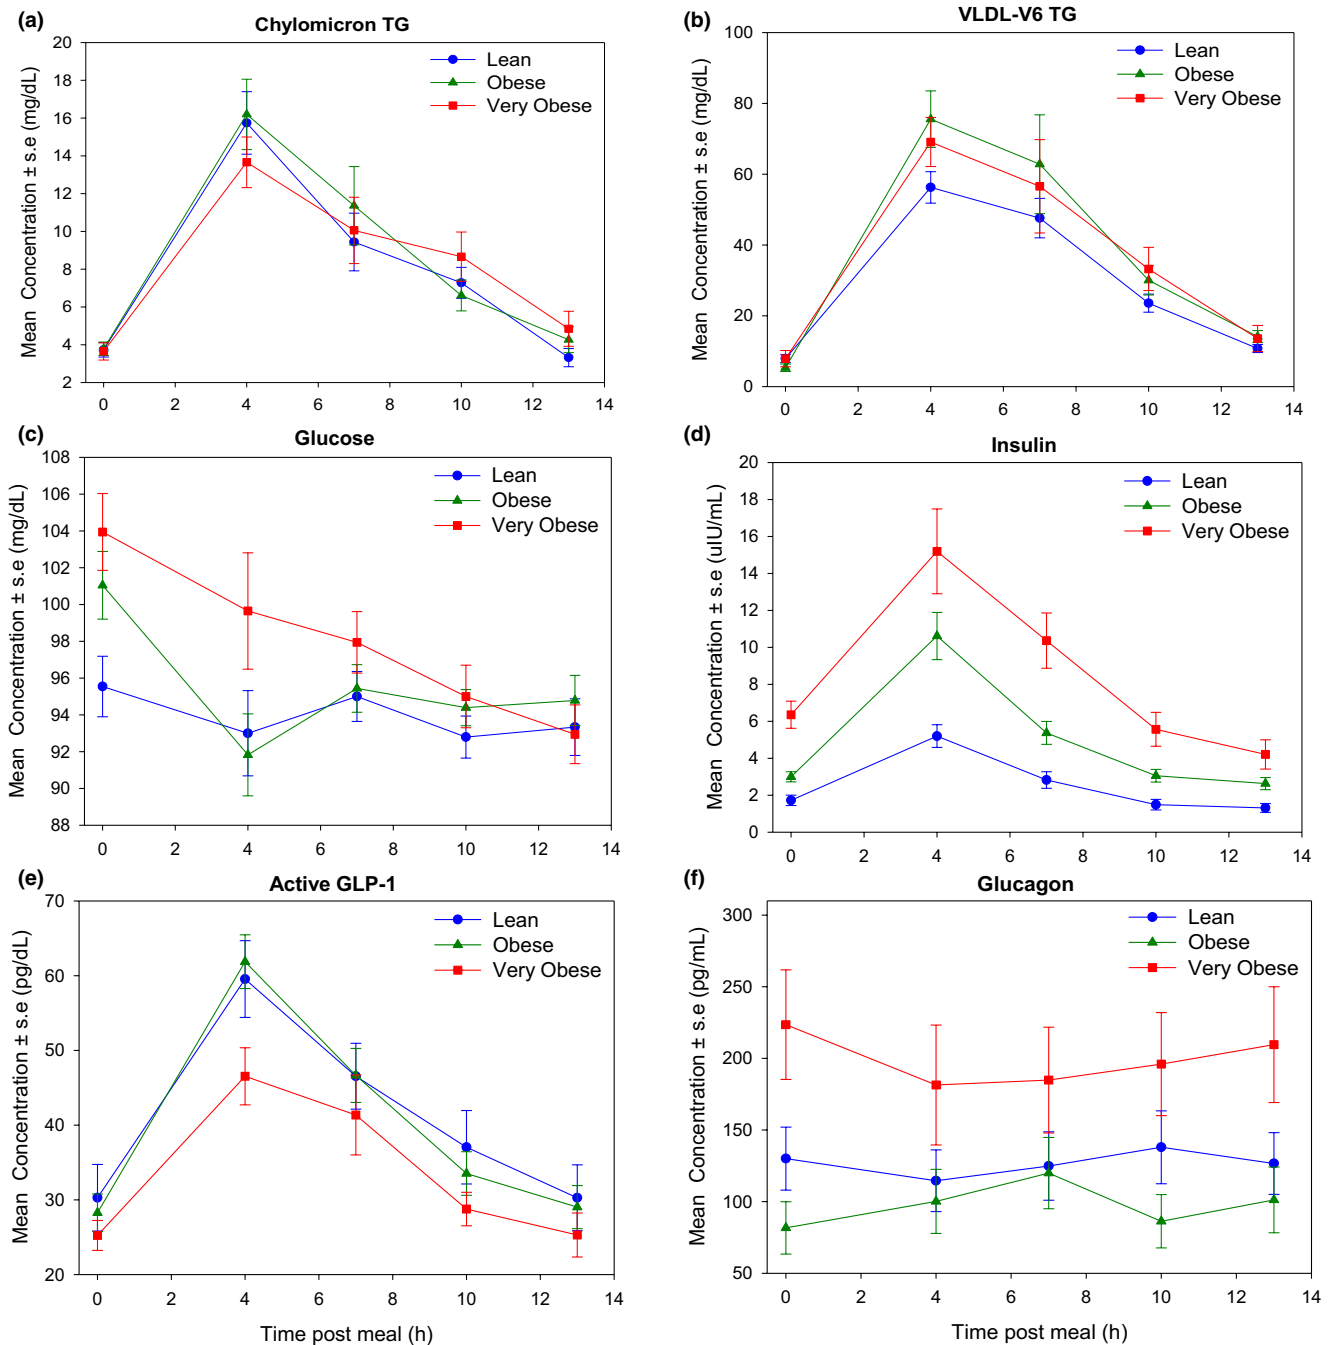 (a)
Chylomicron TG
Mean Concentration ± s.e (mg/dL)
20
18
16
14
12
10
8
6
4
2
0 2 4 6 8 10 12 14
Lean
Obese
Very Obese
(b)
VLDL-V6 TG
Mean Concentration ± s.e (mg/dL)
100
80
60
40
20
0
0 2 4 6 8 10 12 14
Lean
Obese
Very Obese
(c)
Glucose
Mean Concentration ± s.e (mg/dL)
108
106
104
102
100
98
96
94
92
90
88
0 2 4 6 8 10 12 14
Lean
Obese
Very Obese
(d)
Insulin
Mean Concentration ± s.e (uIU/mL)
20
18
16
14
12
10
8
6
4
2
0
0 2 4 6 8 10 12 14
Lean
Obese
Very Obese
(e)
Active GLP-1
Mean Concentration ± s.e (pg/dL)
70
60
50
40
30
20
0 2 4 6 8 10 12 14
Lean
Obese
Very Obese
Time post meal (h)
(f)
Glucagon
Mean Concentration ± s.e (pg/mL)
300
250
200
150
100
50
0 2 4 6 8 10 12 14
Lean
Obese
Very Obese
Time post meal (h)